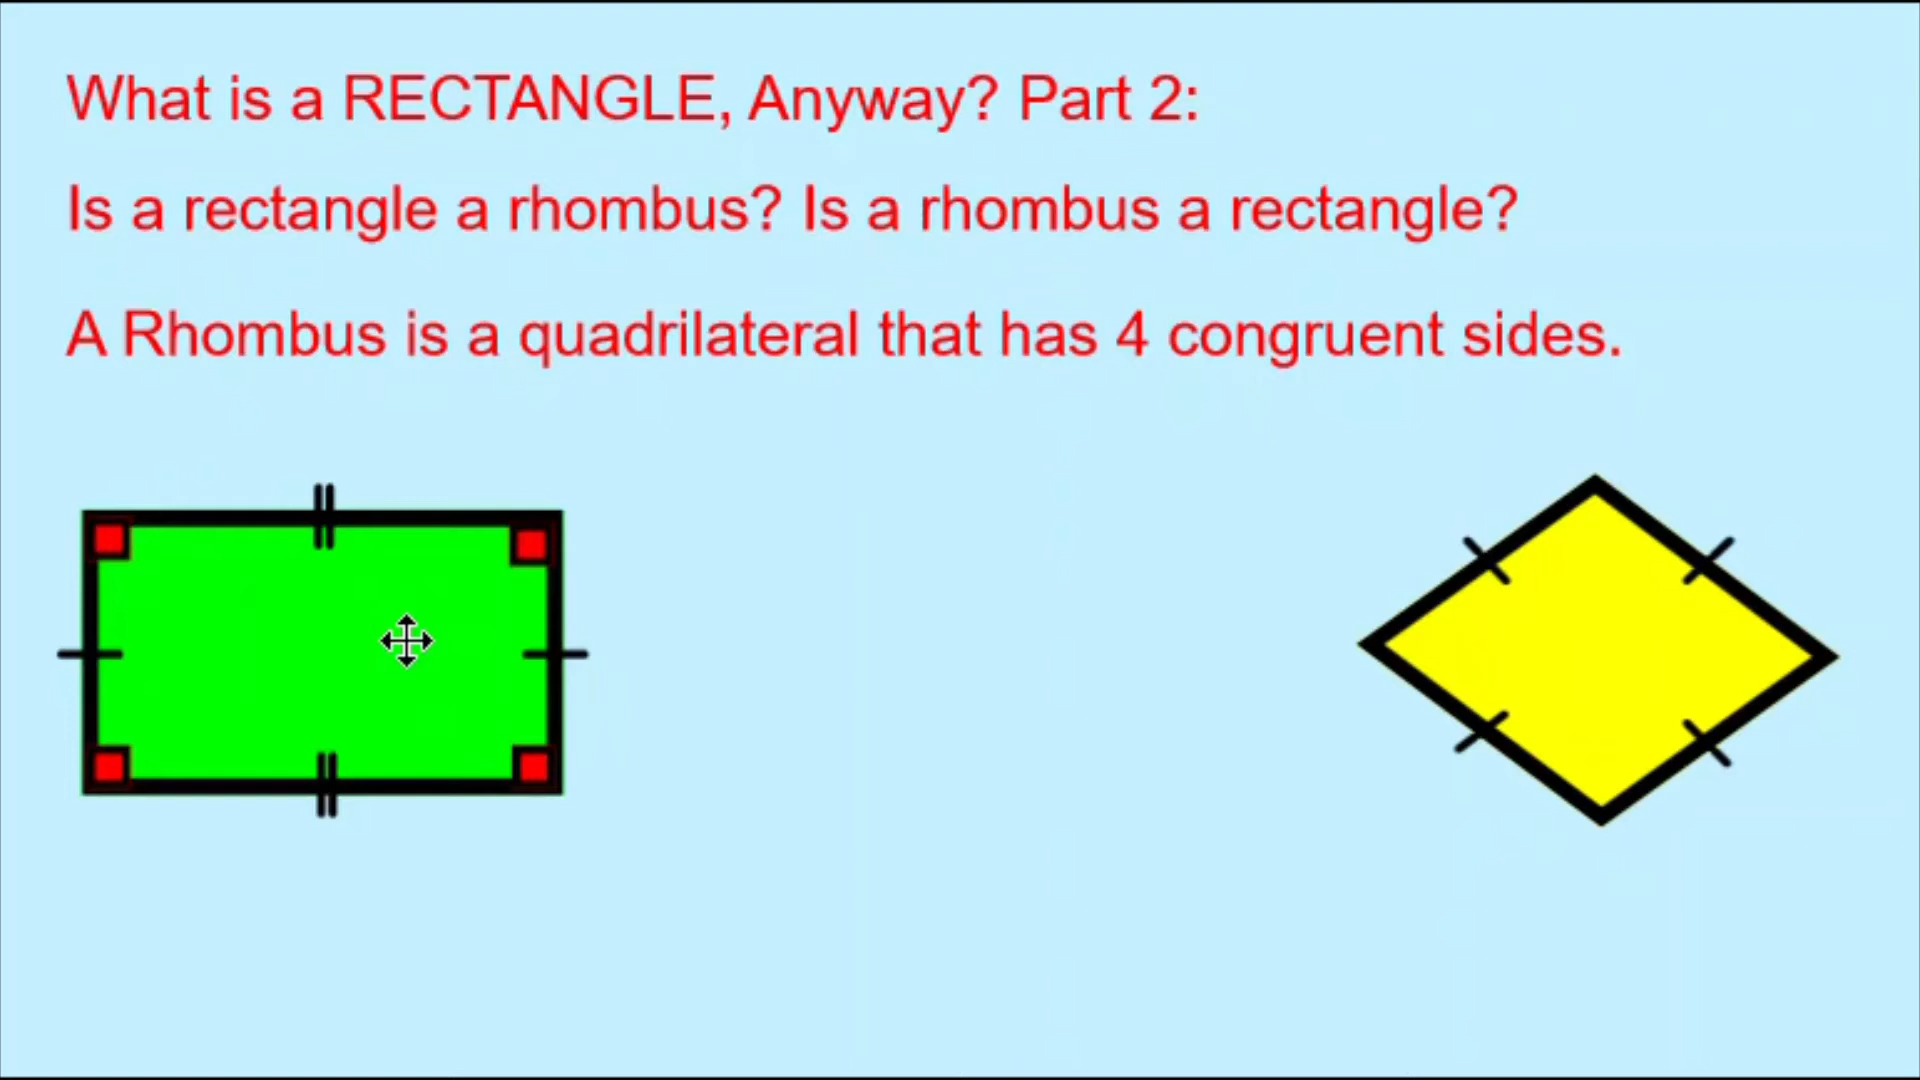 What is a RECTANGLE, Anyway? Part 2:
Is a rectangle a rhombus? Is a rhombus a rectangle?
A Rhombus is a quadrilateral that has 4 congruent sides.